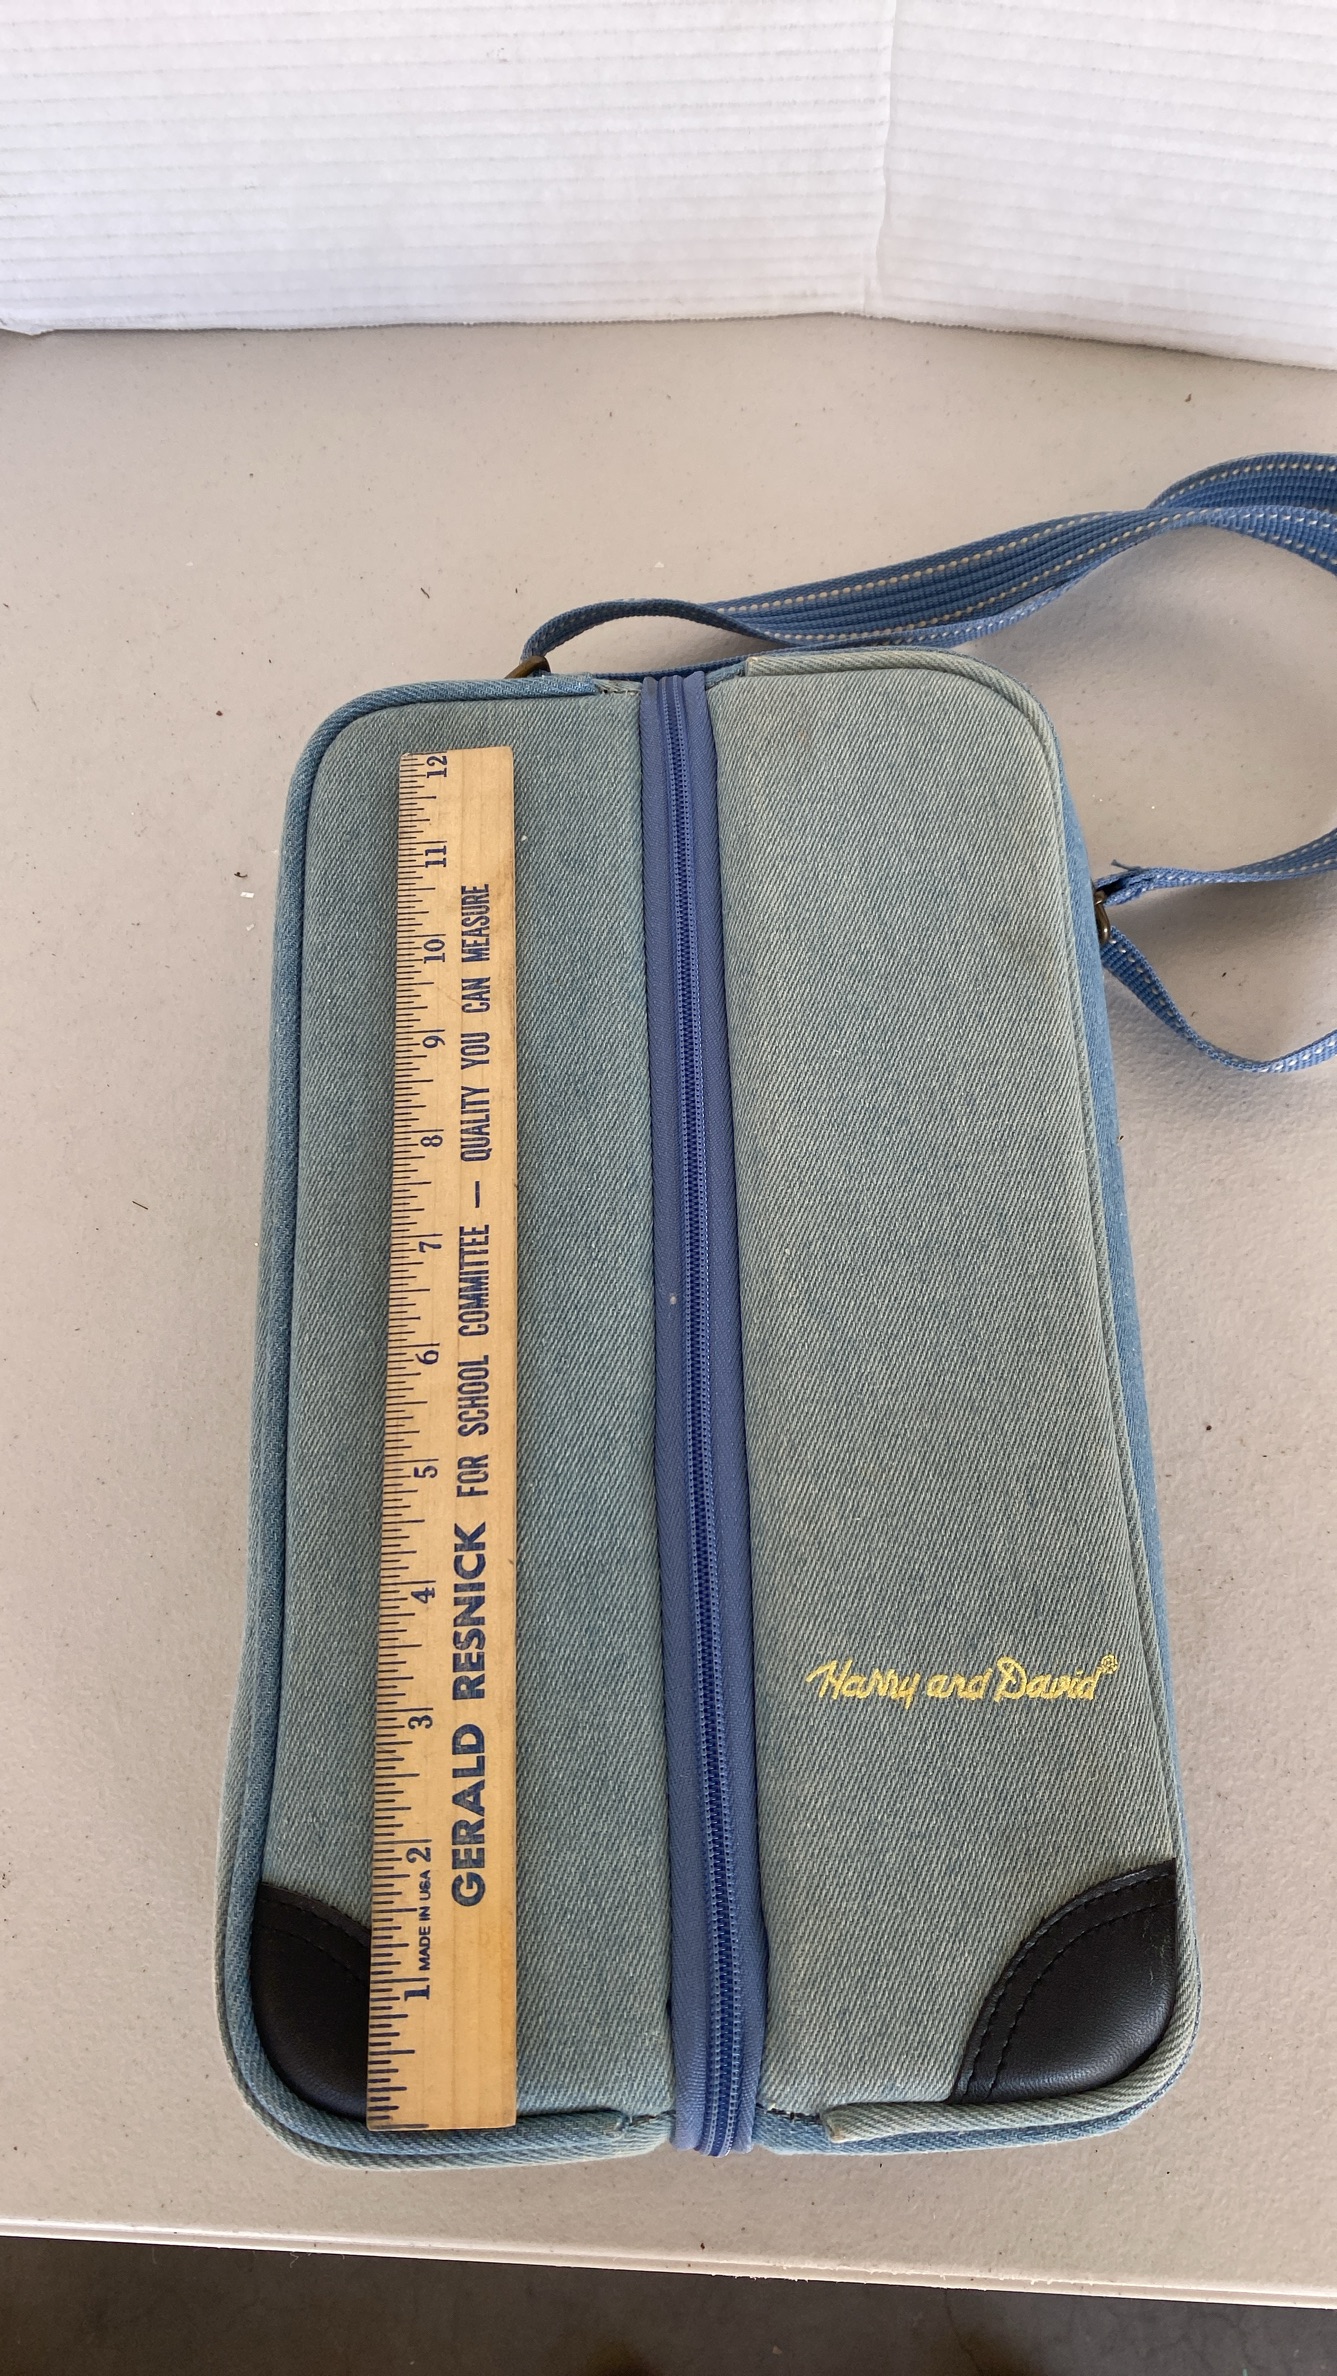 1 2 3 4 5 6 7 8 9 10 11 12
MADE IN USA
GERALD RESNICK FOR SCHOOL COMMITTEE — QUALITY YOU CAN MEASURE
Harry and David®